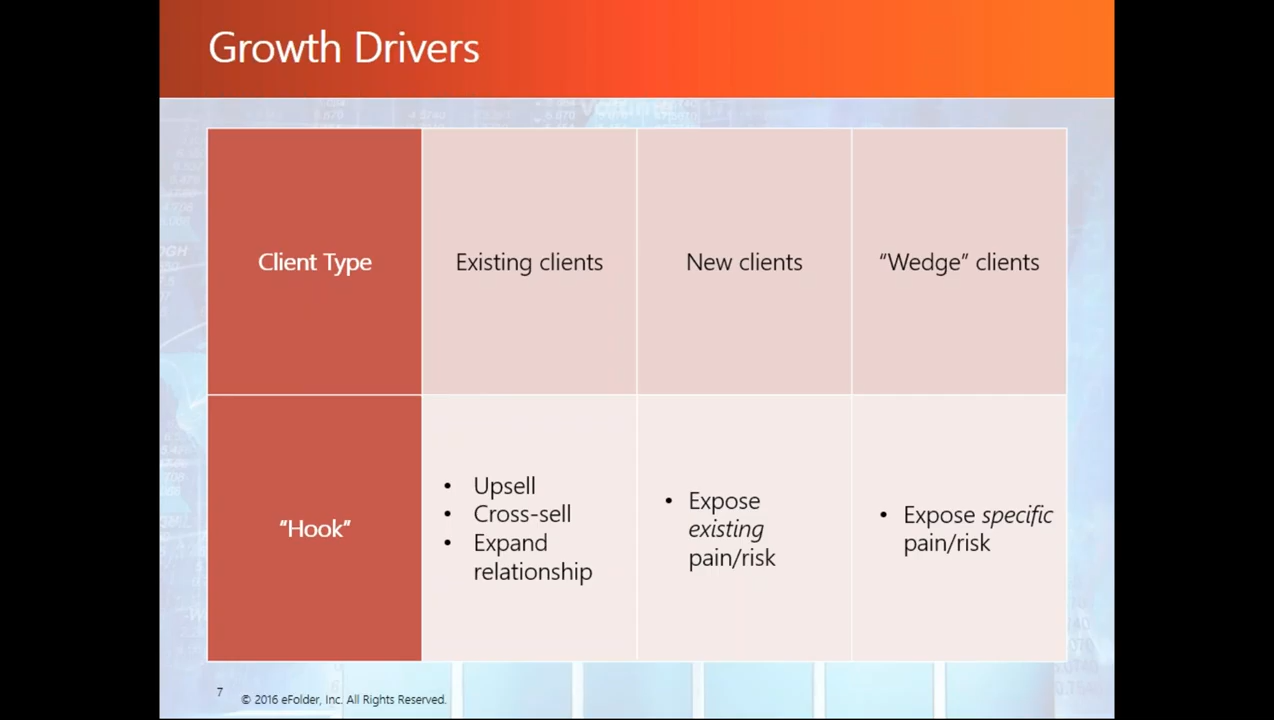 Growth Drivers
Client Type
Existing clients
New clients
“Wedge” clients
“Hook”
• Upsell
• Cross-sell
• Expand
relationship
• Expose
existing
pain/risk
• Expose specific
pain/risk
7
© 2016 eFolder, Inc. All Rights Reserved.